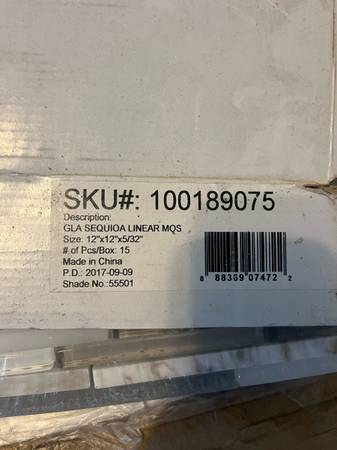 SKU#: 100189075
Description:
GLA SEQUIOA LINEAR MQS
Size: 12"x12"x5/32"
# of Pcs/Box: 15
Made in China
P.D.: 2017-09-09
Shade No.:55501
8 88369 07472 2